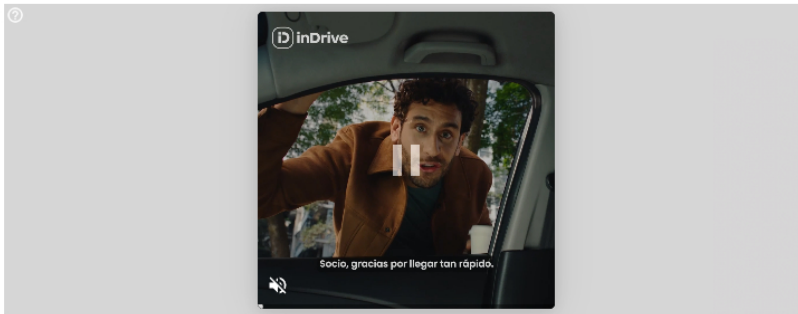 inDrive
Socio, gracias por llegar tan rápido.